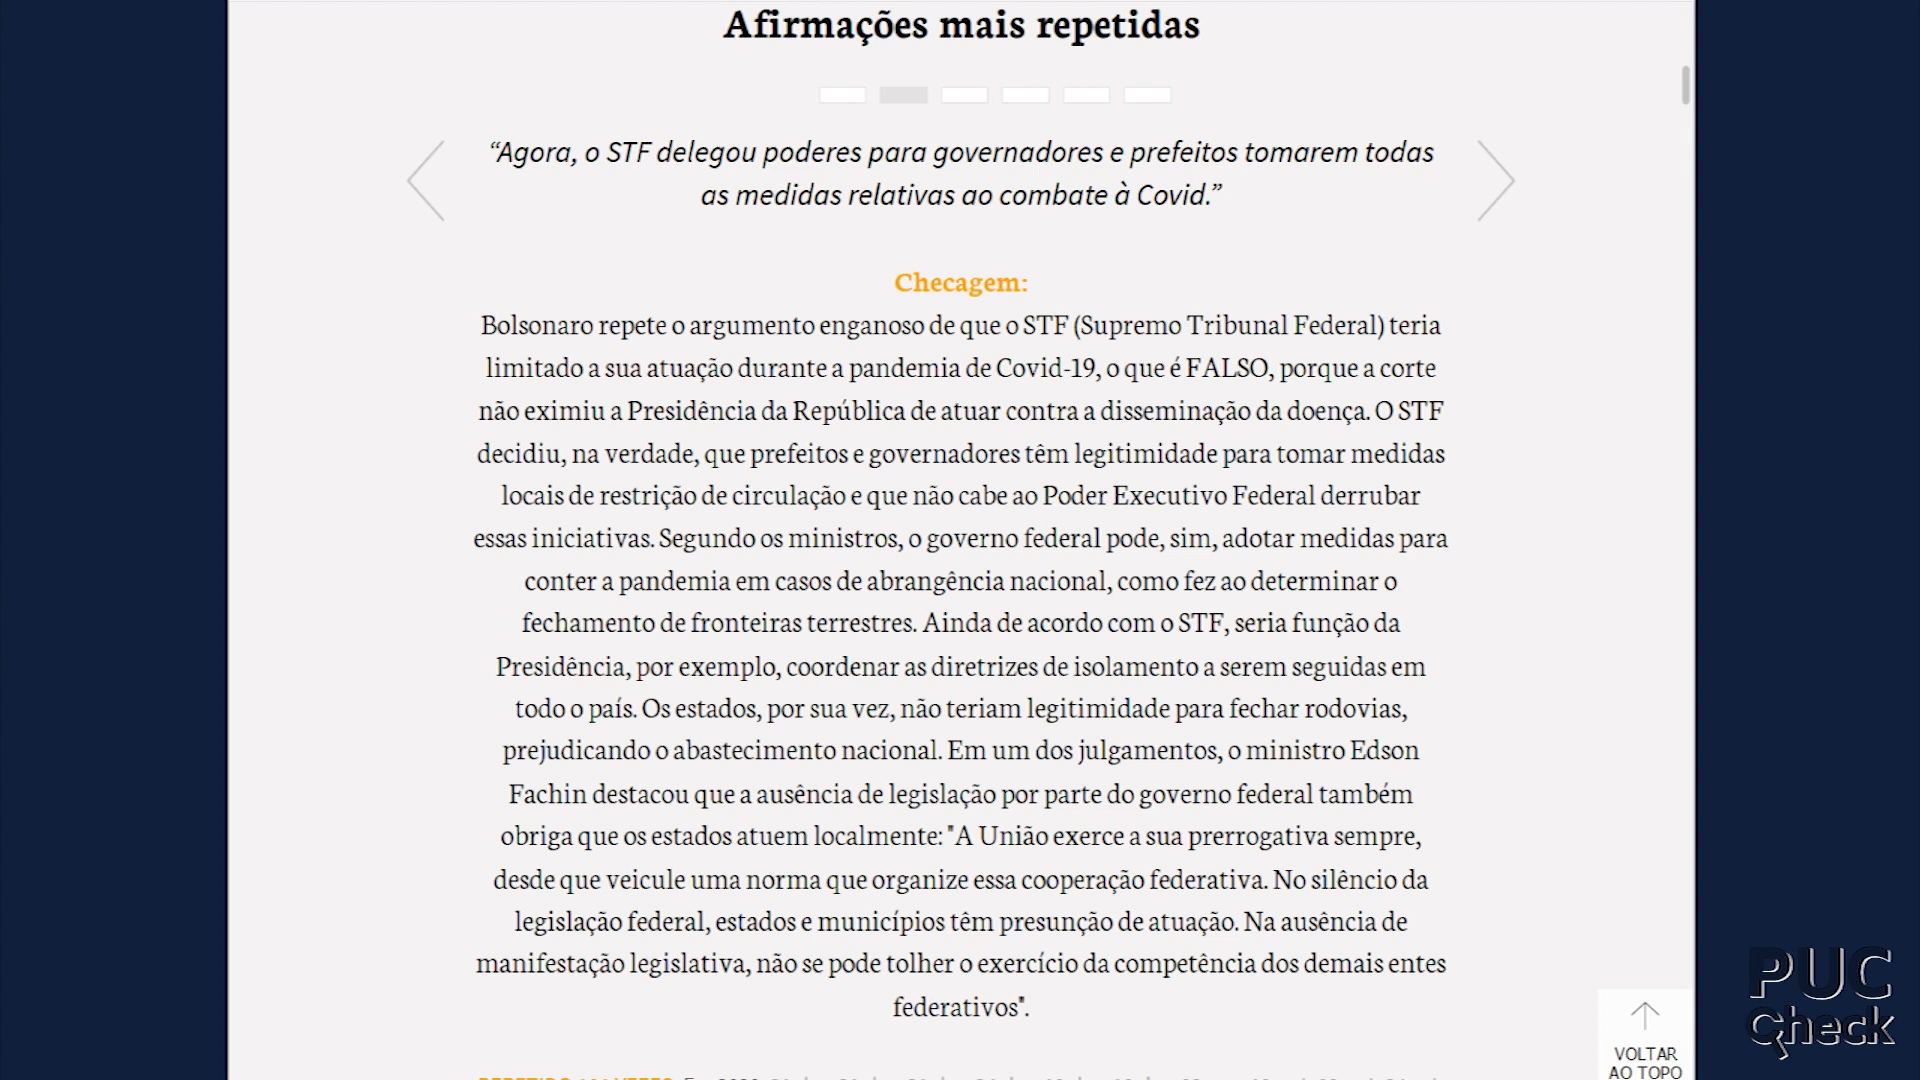 Afirmações mais repetidas
“Agora, o STF delegou poderes para governadores e prefeitos tomarem todas
as medidas relativas ao combate à Covid.”
Checagem:
Bolsonaro repete o argumento enganoso de que o STF (Supremo Tribunal Federal) teria
limitado a sua atuação durante a pandemia de Covid-19, o que é FALSO, porque a corte
não eximiu a Presidência da República de atuar contra a disseminação da doença. O STF
decidiu, na verdade, que prefeitos e governadores têm legitimidade para tomar medidas
locais de restrição de circulação e que não cabe ao Poder Executivo Federal derrubar
essas iniciativas. Segundo os ministros, o governo federal pode, sim, adotar medidas para
conter a pandemia em casos de abrangência nacional, como fez ao determinar o
fechamento de fronteiras terrestres. Ainda de acordo com o STF, seria função da
Presidência, por exemplo, coordenar as diretrizes de isolamento a serem seguidas em
todo o país. Os estados, por sua vez, não teriam legitimidade para fechar rodovias,
prejudicando o abastecimento nacional. Em um dos julgamentos, o ministro Edson
Fachin destacou que a ausência de legislação por parte do governo federal também
obriga que os estados atuem localmente: "A União exerce a sua prerrogativa sempre,
desde que veicule uma norma que organize essa cooperação federativa. No silêncio da
legislação federal, estados e municípios têm presunção de atuação. Na ausência de
manifestação legislativa, não se pode tolher o exercício da competência dos demais entes
federativos".
VOLTAR
AO TOPO
PUC
Check